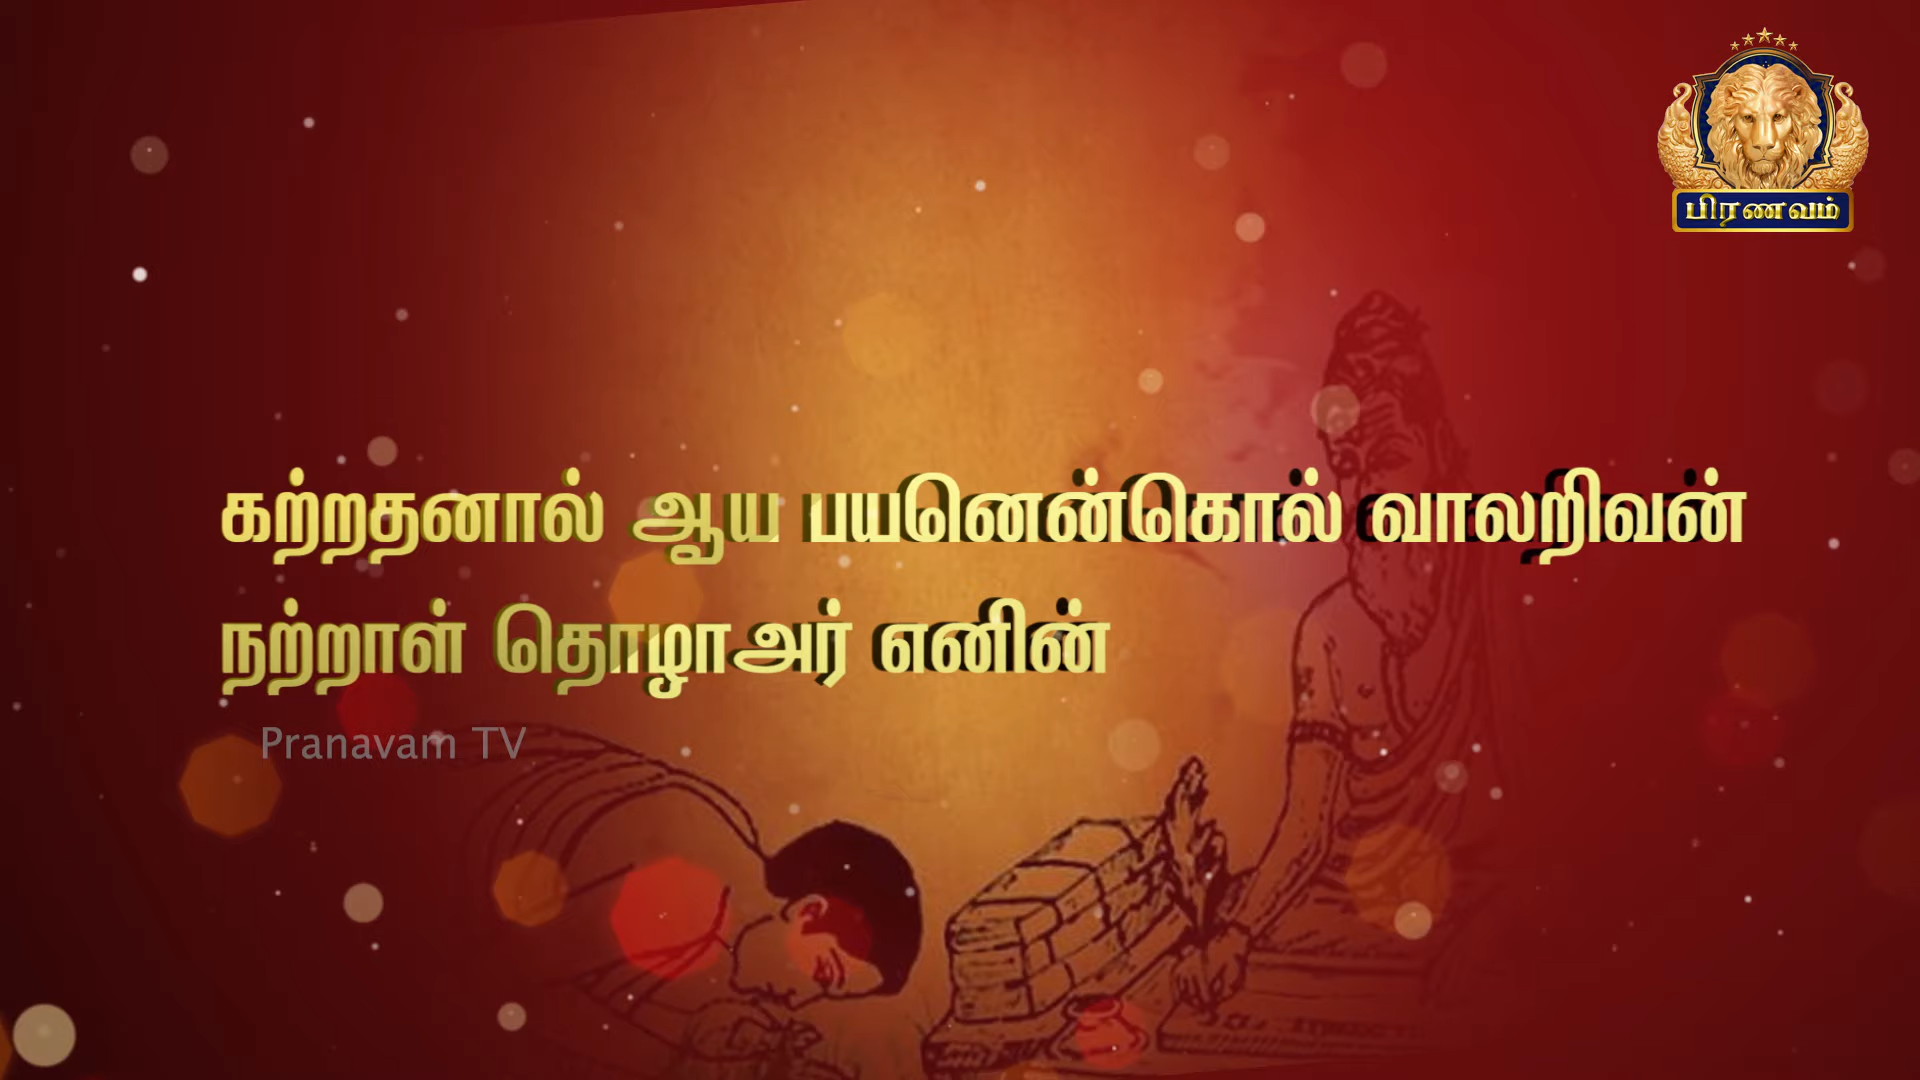 பிரணவம்
கற்றதனால் ஆய பயனென்கொல் வாலறிவன்
நற்றாள் தொழாஅர் எனின்
Pranavam TV